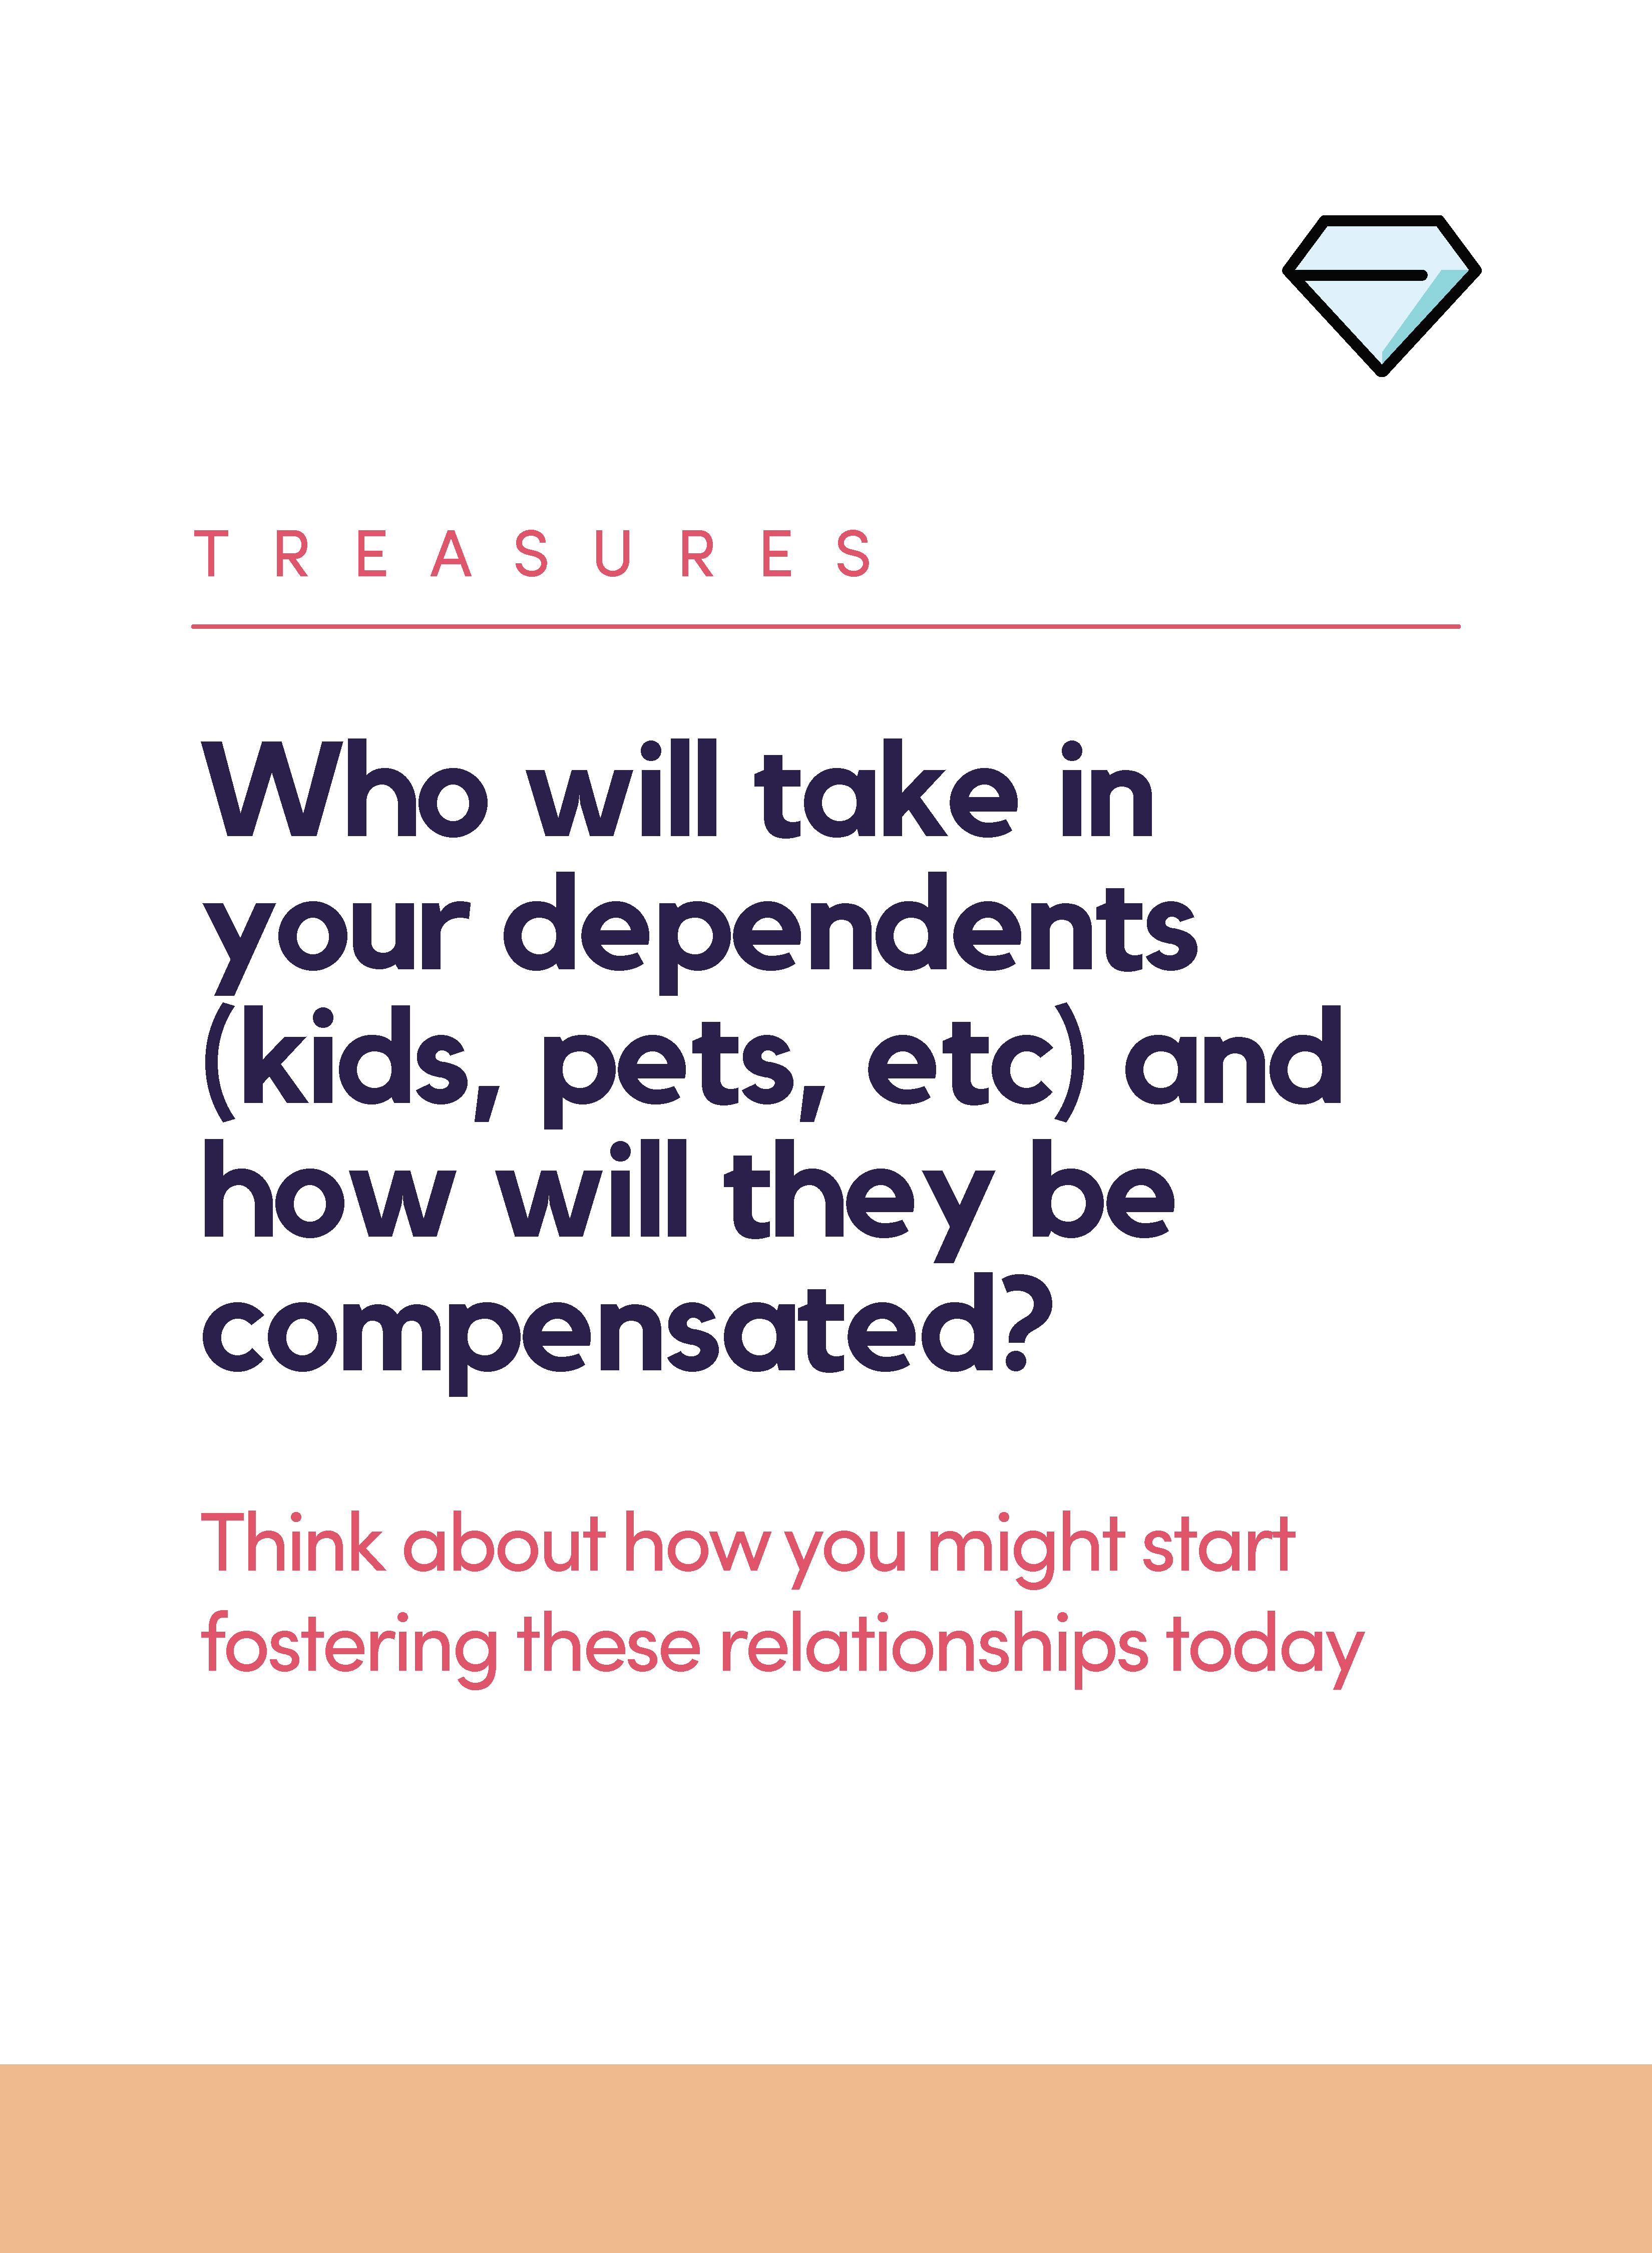 TREASURES
Who will take in
your dependents
(kids, pets, etc) and
how will they be
compensated?
Think about how you might start
fostering these relationships today